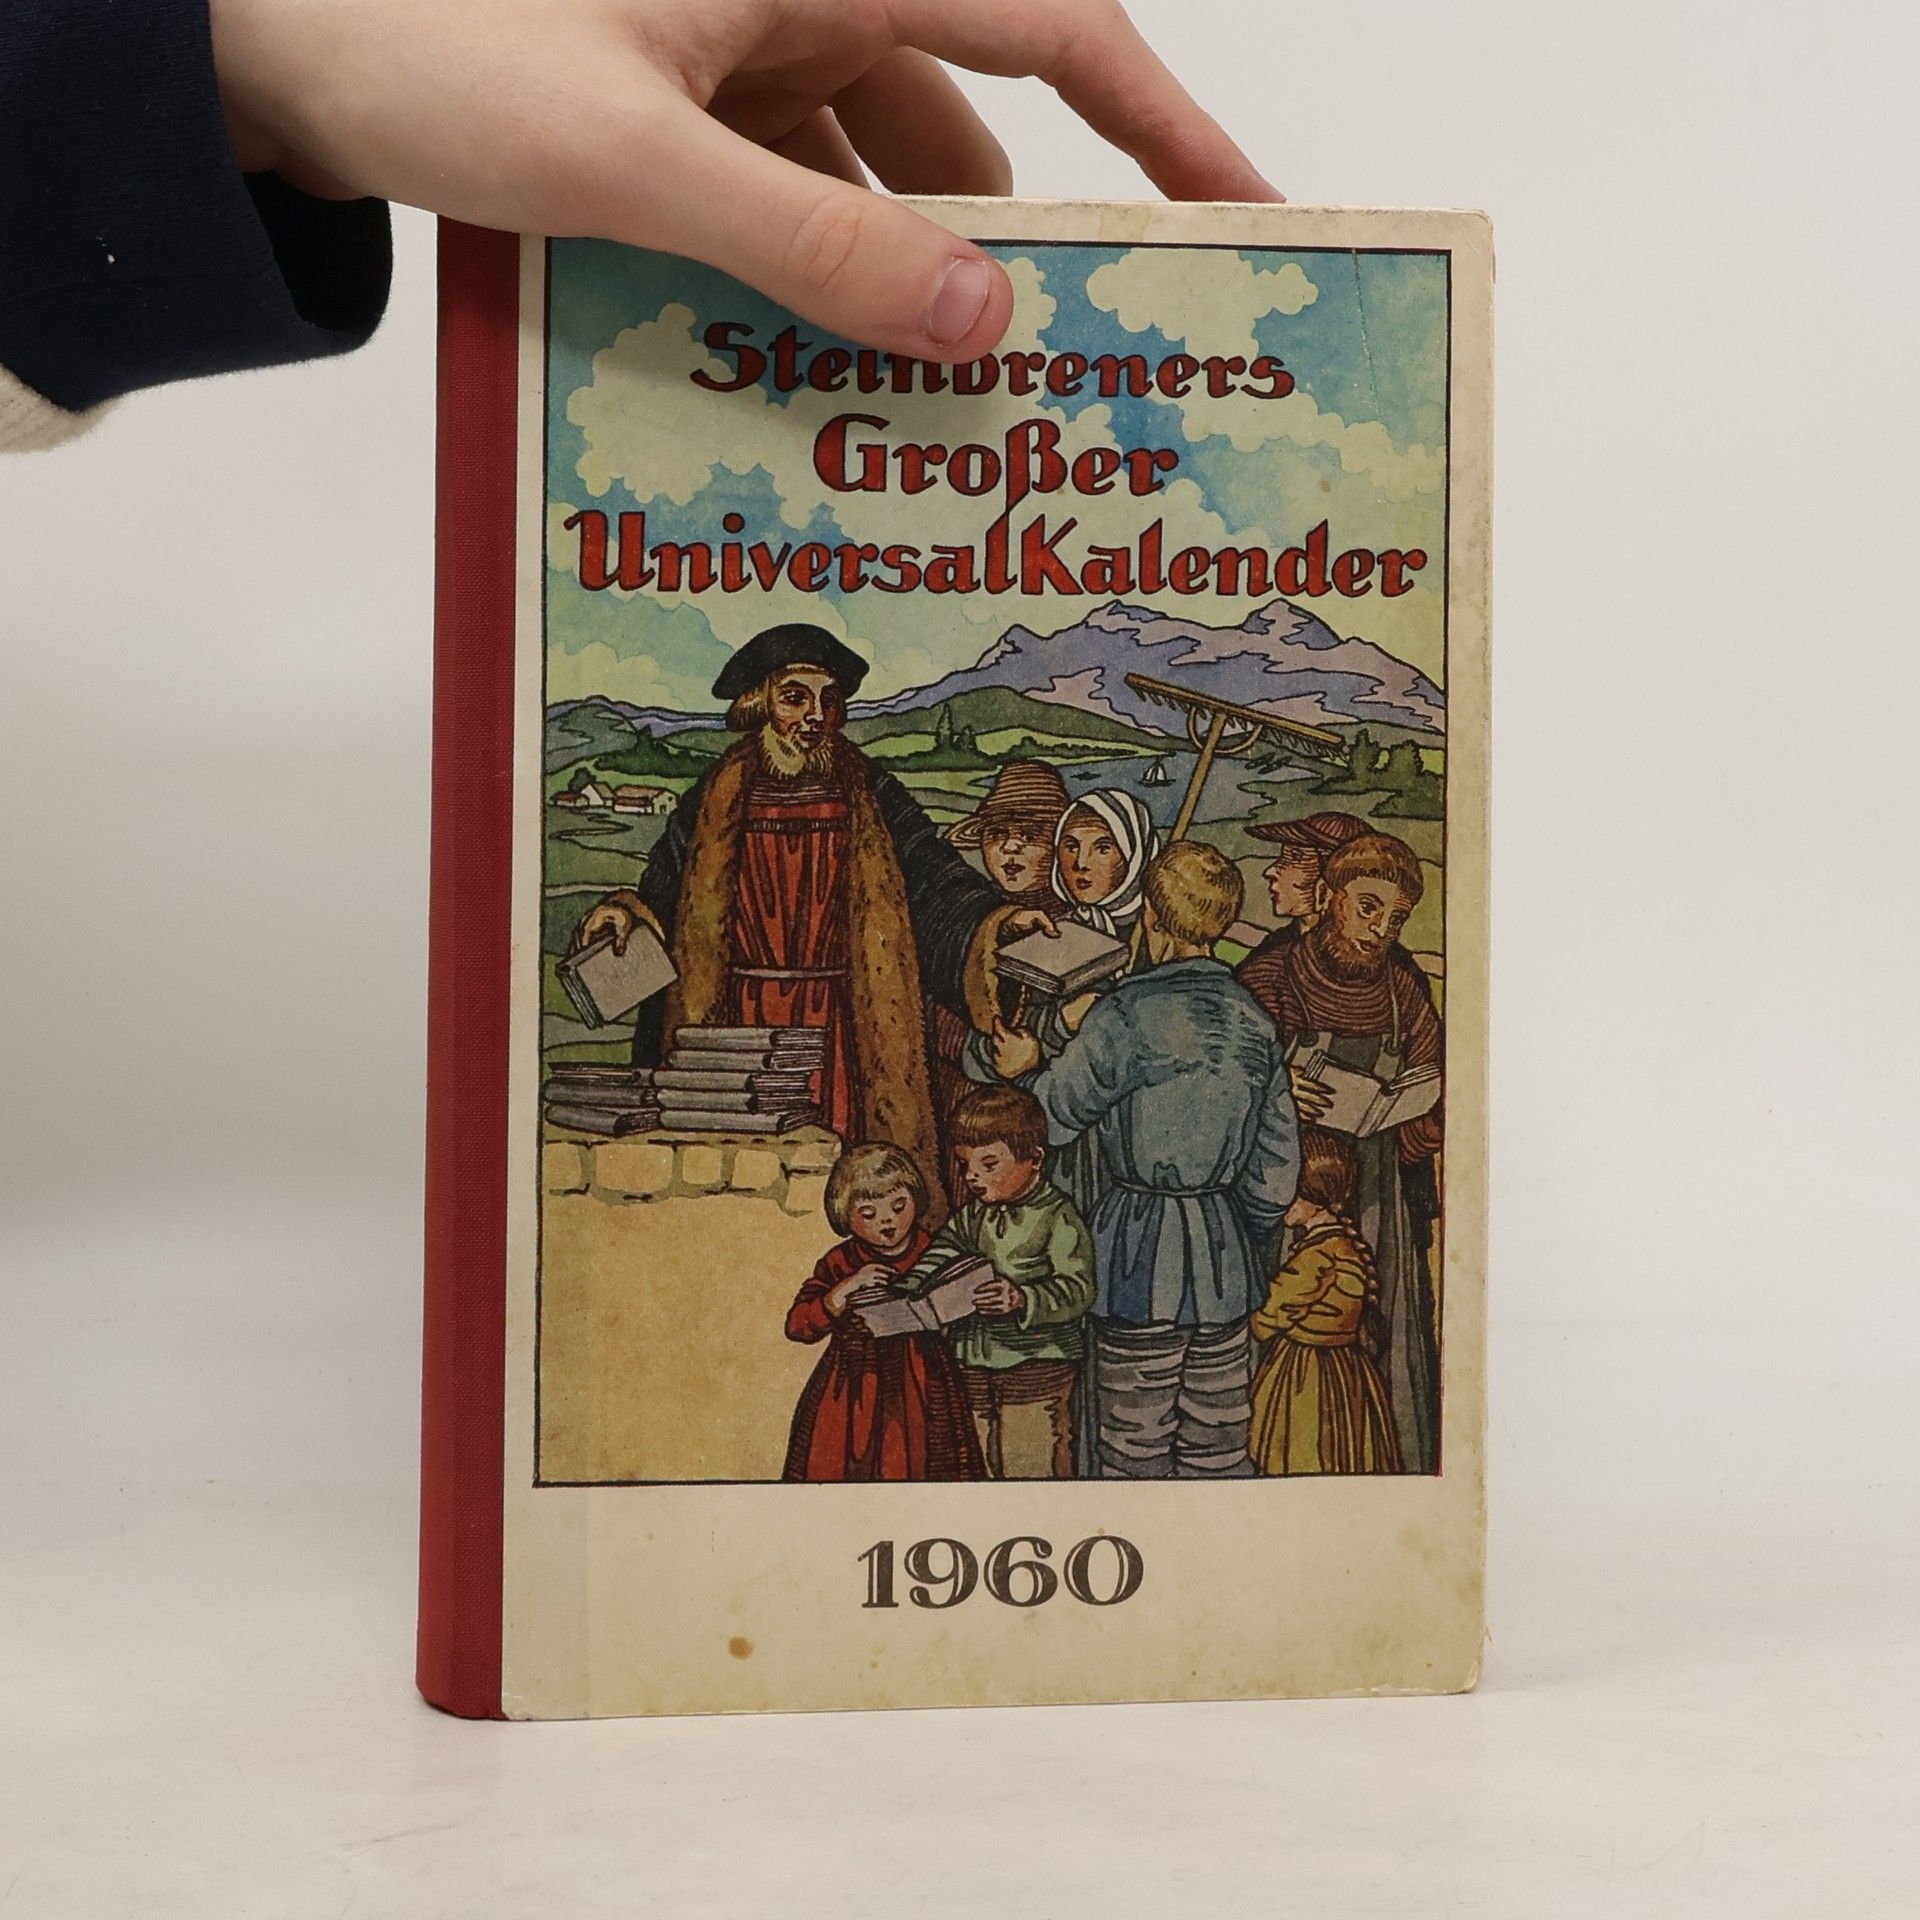 Steinbreners
Großer
UniversalKalender
1960